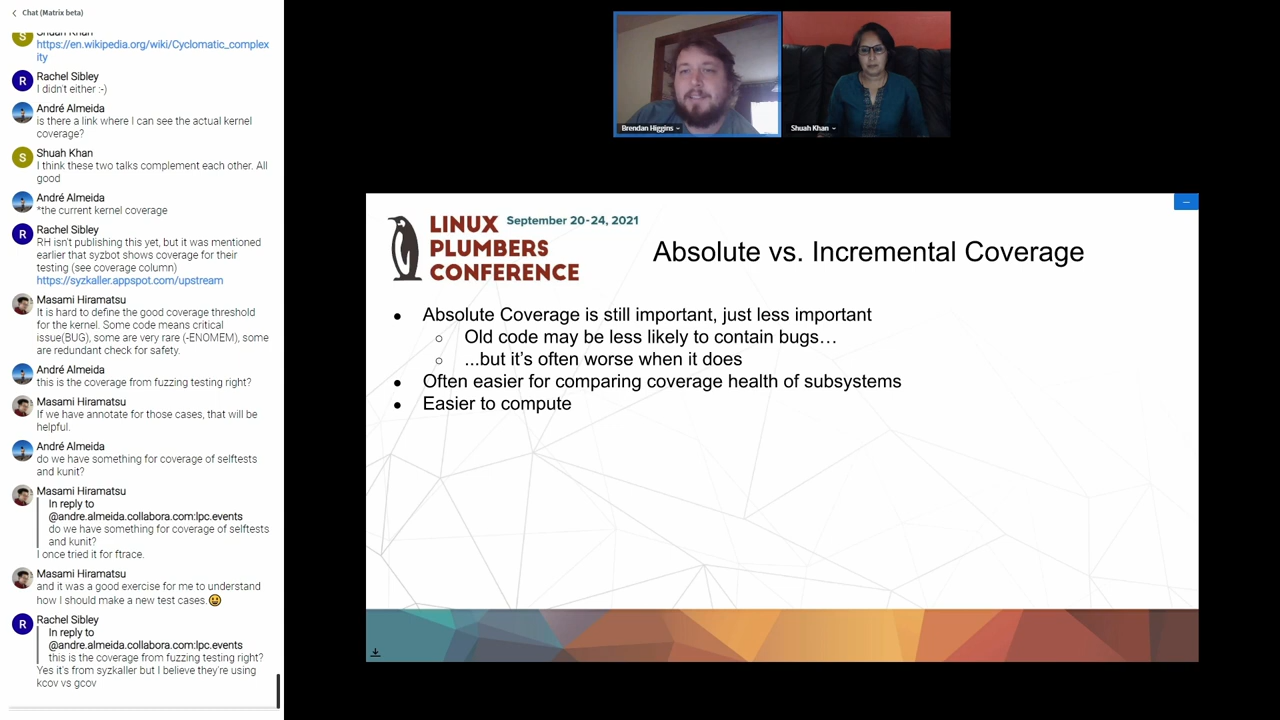 Chat (Matrix beta)
Shuah Khan
https://en.wikipedia.org/wiki/Cyclomatic_complex
ity
R
Rachel Sibley
I didn't either :-)
André Almeida
is there a link where I can see the actual kernel
coverage?
S
Shuah Khan
I think these two talks complement each other. All
good
André Almeida
*the current kernel coverage
R
Rachel Sibley
RH isn't publishing this yet, but it was mentioned
earlier that syzbot shows coverage for their
testing (see coverage column)
https://syzkaller.appspot.com/upstream
Masami Hiramatsu
It is hard to define the good coverage threshold
for the kernel. Some code means critical
issue(BUG), some are very rare (-ENOMEM), some
are redundant check for safety.
André Almeida
this is the coverage from fuzzing testing right?
Masami Hiramatsu
If we have annotate for those cases, that will be
helpful.
André Almeida
do we have something for coverage of selftests
and kunit?
Masami Hiramatsu
In reply to
@andre.almeida.collabora.com:lpc.events
do we have something for coverage of selftests
and kunit?
I once tried it for ftrace.
Masami Hiramatsu
and it was a good exercise for me to understand
how I should make a new test cases.😀
R
Rachel Sibley
In reply to
@andre.almeida.collabora.com:lpc.events
this is the coverage from fuzzing testing right?
Yes it's from syzkaller but I believe they're using
kcov vs gcov
Brendan Higgins
Shuah Khan
LINUX
PLUMBERS
CONFERENCE
September 20-24, 2021
Absolute vs. Incremental Coverage
● Absolute Coverage is still important, just less important
○ Old code may be less likely to contain bugs…
○ ...but it's often worse when it does
● Often easier for comparing coverage health of subsystems
● Easier to compute